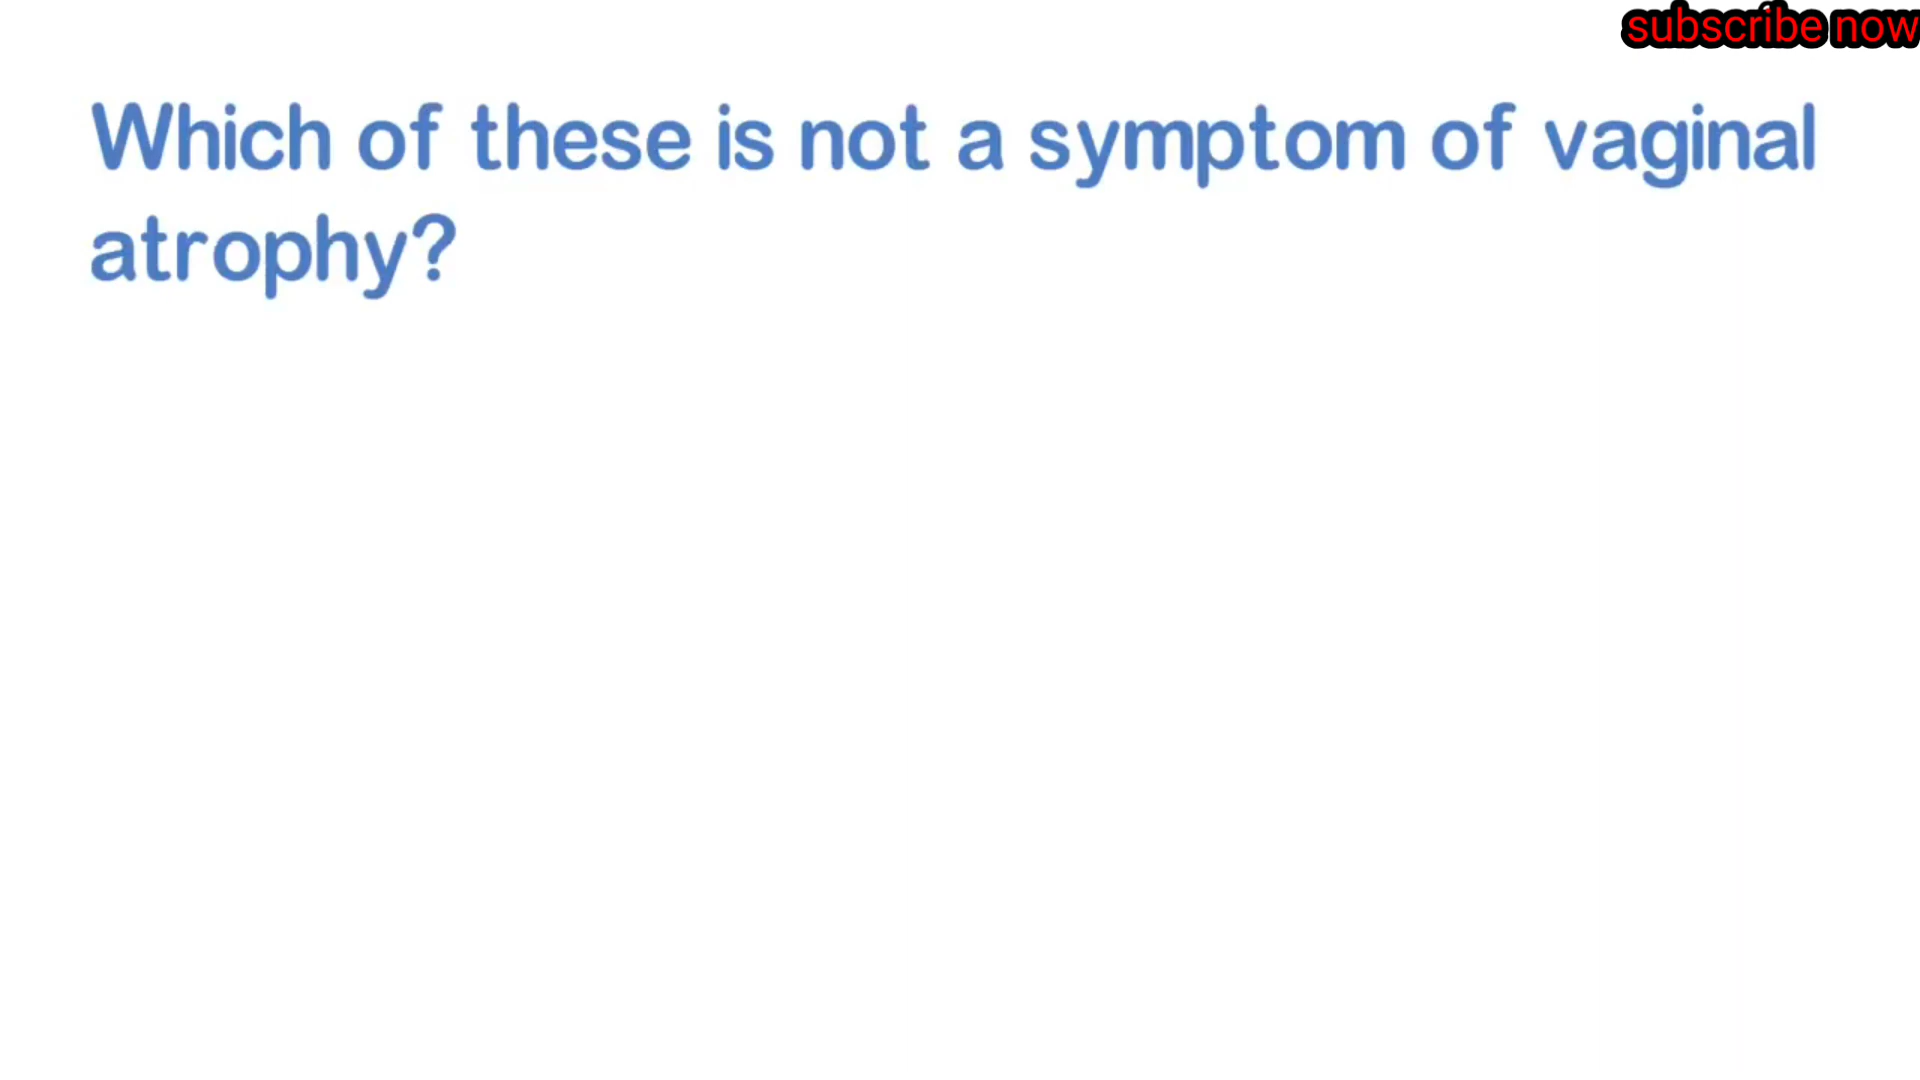 subscribe now
Which of these is not a symptom of vaginal
atrophy?